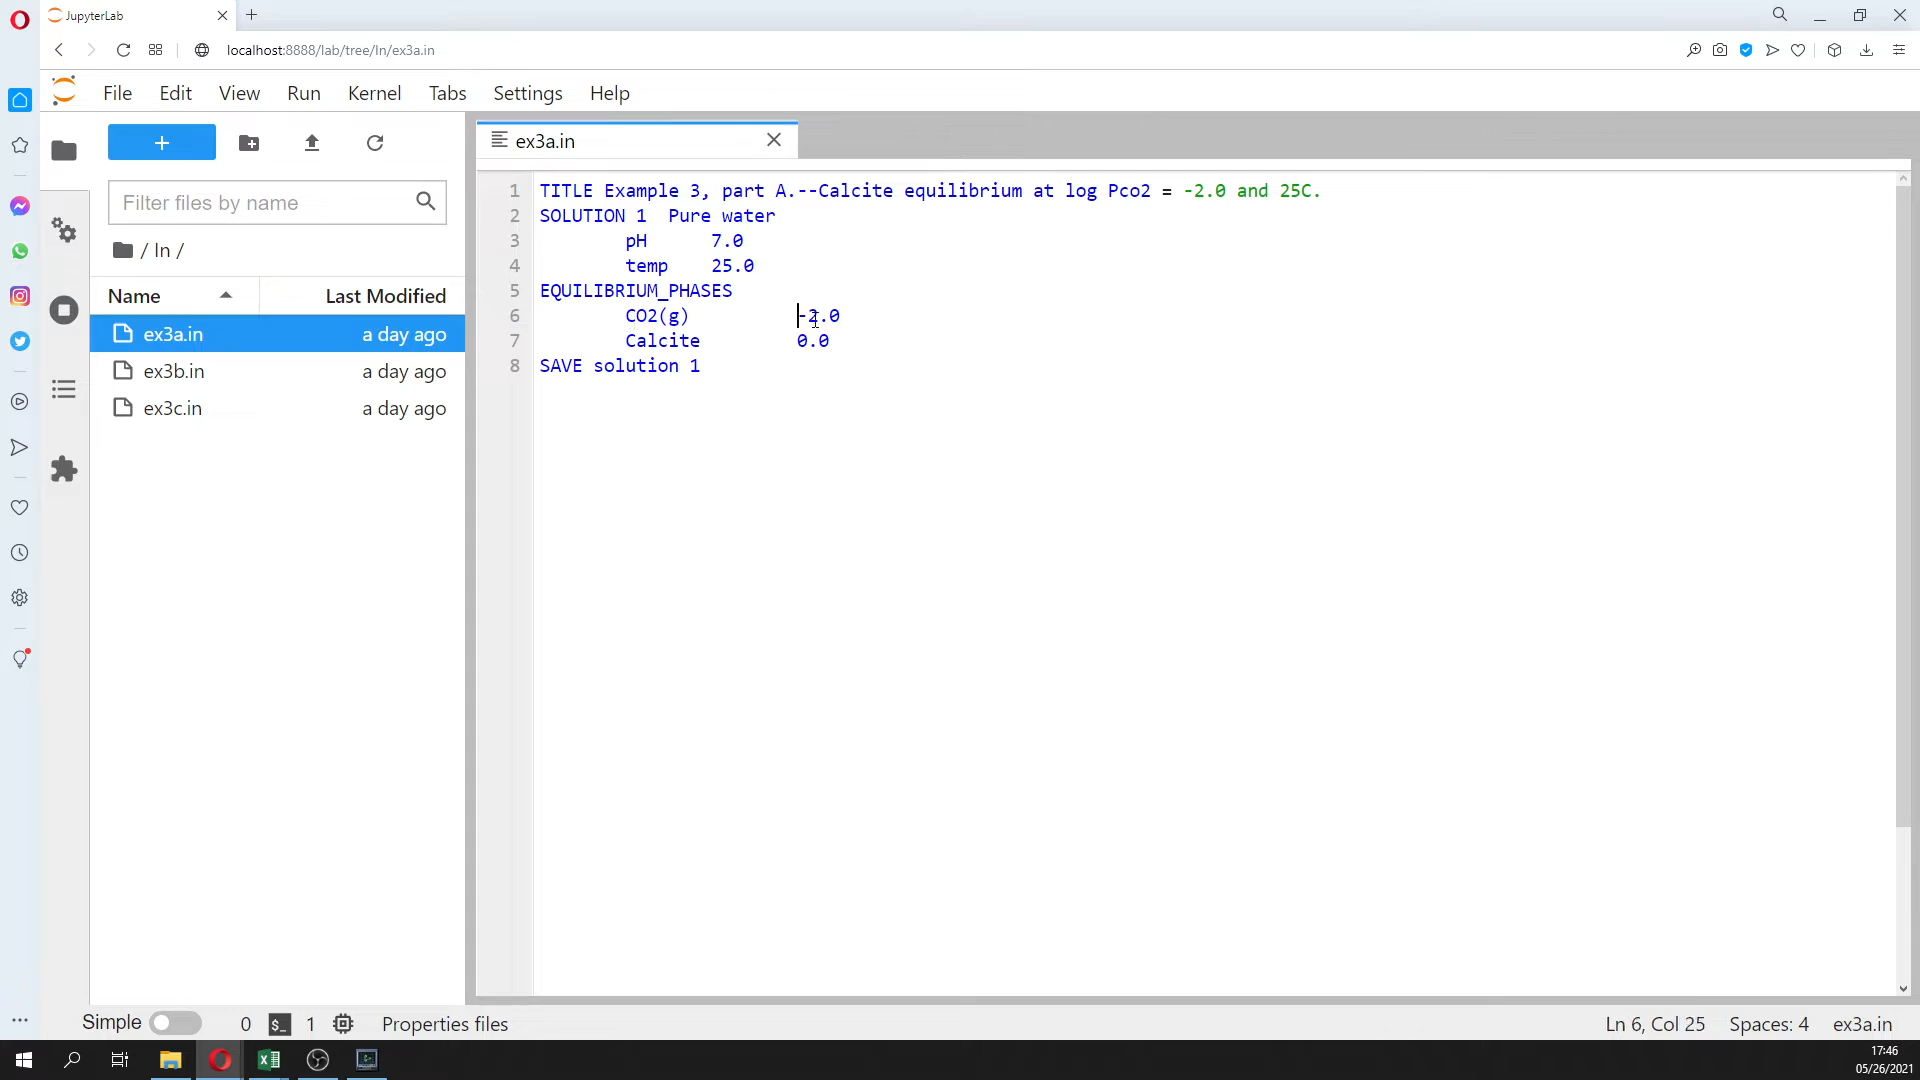 JupyterLab
localhost:8888/lab/tree/In/ex3a.in
File Edit View Run Kernel Tabs Settings Help
Filter files by name
/ In /
Name Last Modified
ex3a.in a day ago
ex3b.in a day ago
ex3c.in a day ago
ex3a.in
1 TITLE Example 3, part A.--Calcite equilibrium at log Pco2 = -2.0 and 25C.
2 SOLUTION 1 Pure water
3 pH 7.0
4 temp 25.0
5 EQUILIBRIUM_PHASES
6 CO2(g) -2.0
7 Calcite 0.0
8 SAVE solution 1
Simple 0 $_ 1 Properties files Ln 6, Col 25 Spaces: 4 ex3a.in
17:46
05/26/2021